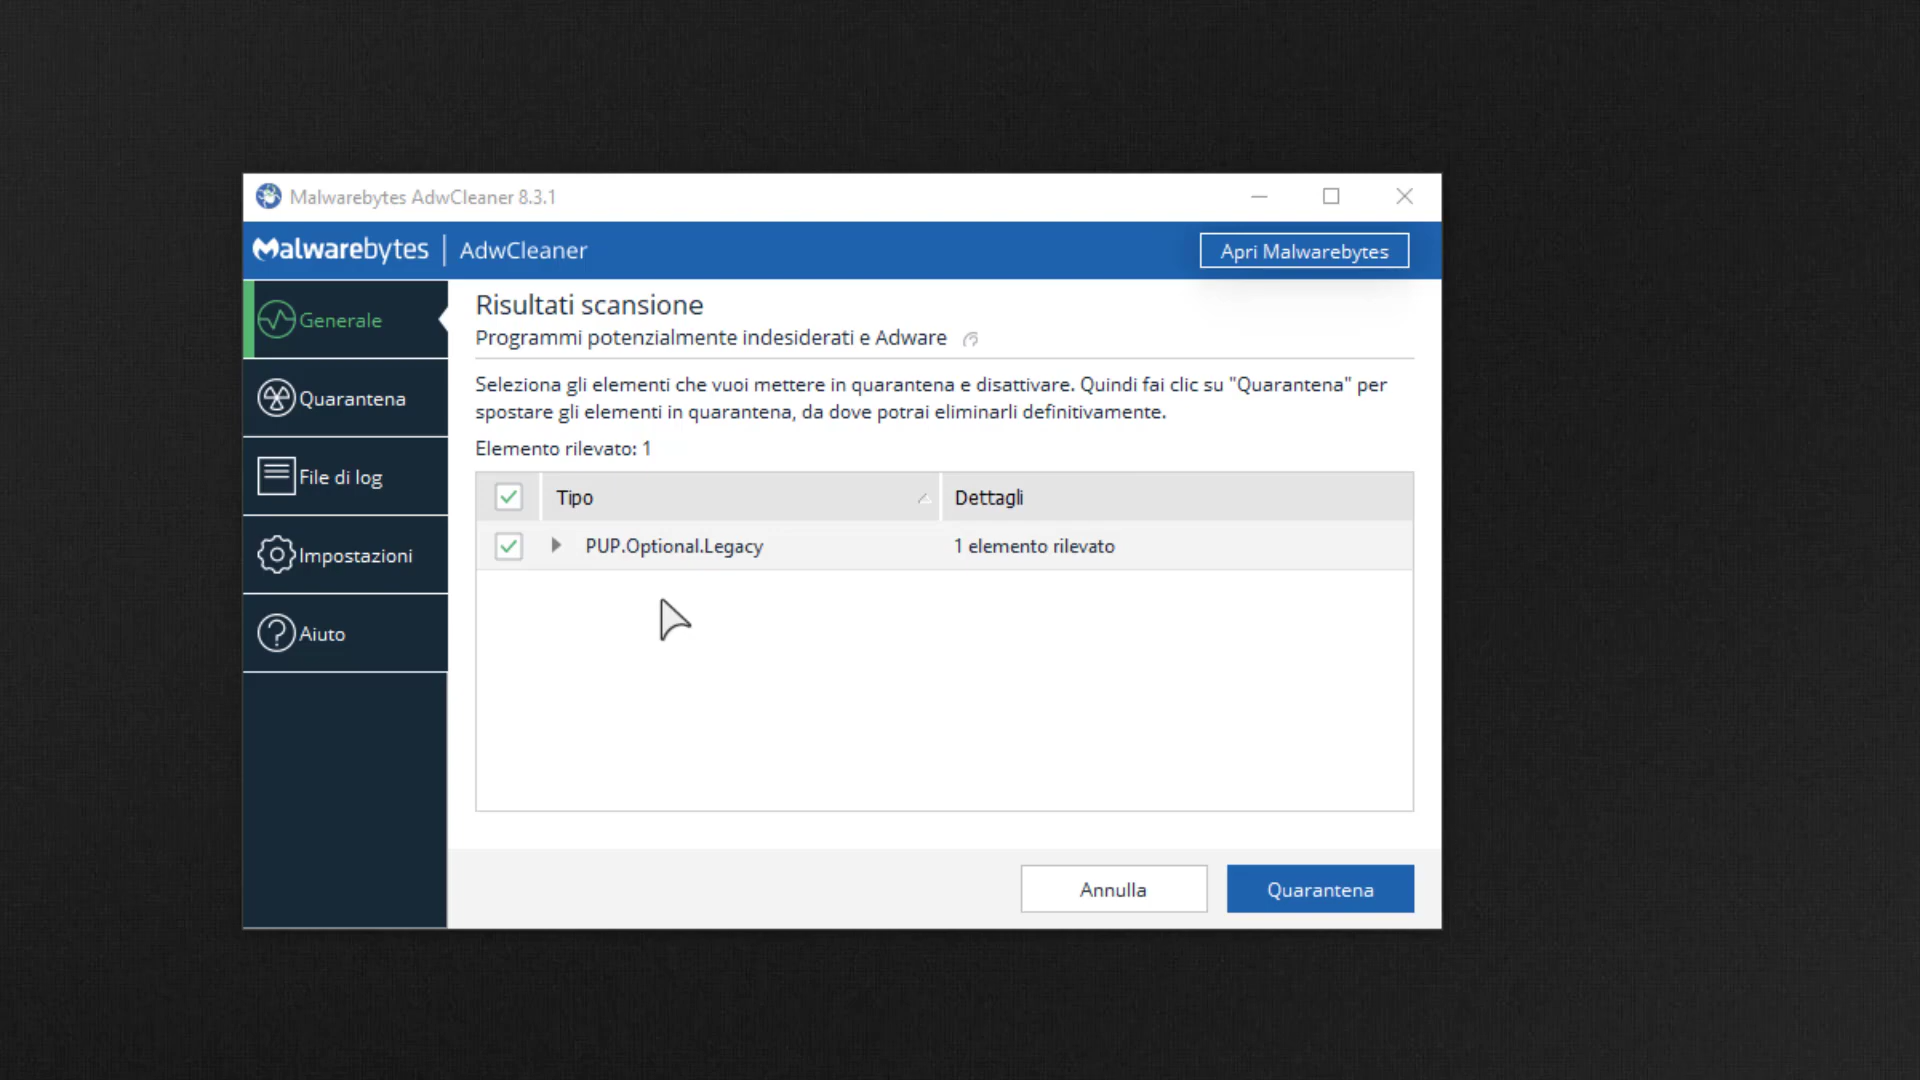 Malwarebytes AdwCleaner 8.3.1
Malwarebytes | AdwCleaner
Apri Malwarebytes
Generale
Quarantena
File di log
Impostazioni
Aiuto
Risultati scansione
Programmi potenzialmente indesiderati e Adware
Seleziona gli elementi che vuoi mettere in quarantena e disattivare. Quindi fai clic su "Quarantena" per
spostare gli elementi in quarantena, da dove potrai eliminarli definitivamente.
Elemento rilevato: 1
Tipo Dettagli
PUP.Optional.Legacy 1 elemento rilevato
Annulla Quarantena